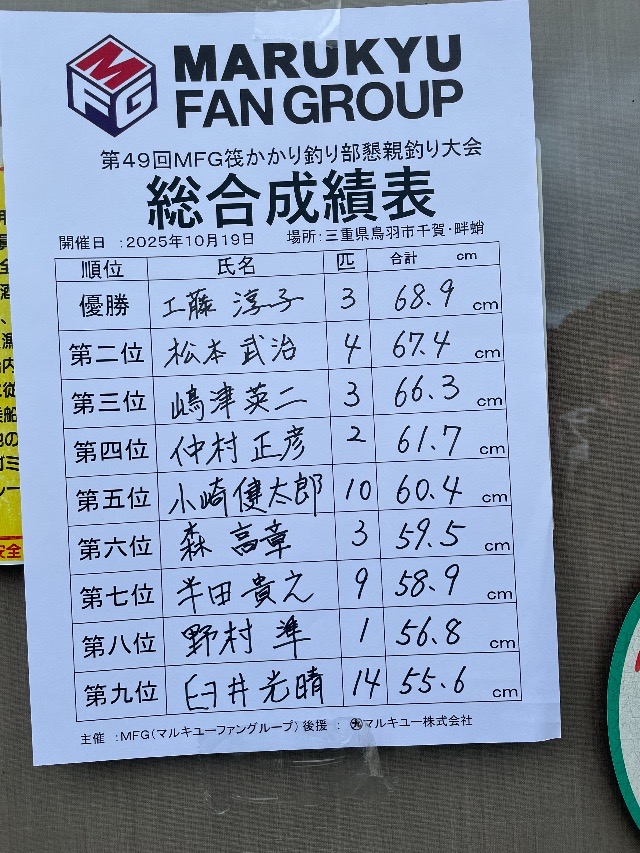 MFG
MARUKYU
FAN GROUP
第49回MFG筏かかり釣り部懇親釣り大会
総合成績表
開催日 :2025年10月19日 場所:三重県鳥羽市千賀・畔蛸
順位 氏名 匹 合計 cm
優勝 工藤 淳子 3 68.9 cm
第二位 松本 武治 4 67.4 cm
第三位 嶋津 英二 3 66.3 cm
第四位 仲村 正彦 2 61.7 cm
第五位 小崎 健太郎 10 60.4 cm
第六位 森 高章 3 59.5 cm
第七位 半田 貴之 9 58.9 cm
第八位 野村 準 1 56.8 cm
第九位 臼井 光晴 14 55.6 cm
主催 :MFG(マルキユーファングループ) 後援 : マルキユー株式会社
安全